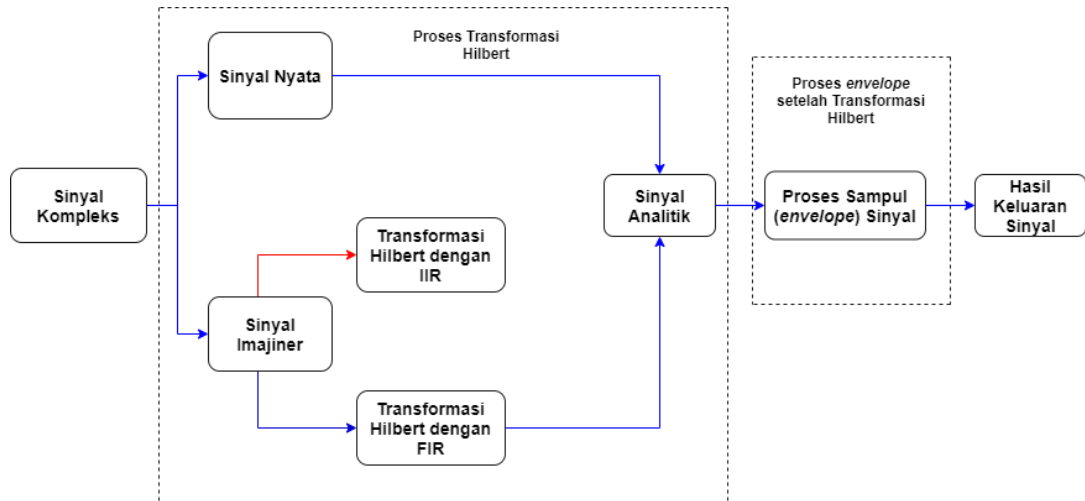 Proses Transformasi
Hilbert
Sinyal Nyata
Proses envelope
setelah Transformasi
Hilbert
Sinyal
Kompleks
Sinyal
Analitik
Proses Sampul
(envelope) Sinyal
Hasil
Keluaran
Sinyal
Transformasi
Hilbert dengan
IIR
Sinyal
Imajiner
Transformasi
Hilbert dengan
FIR